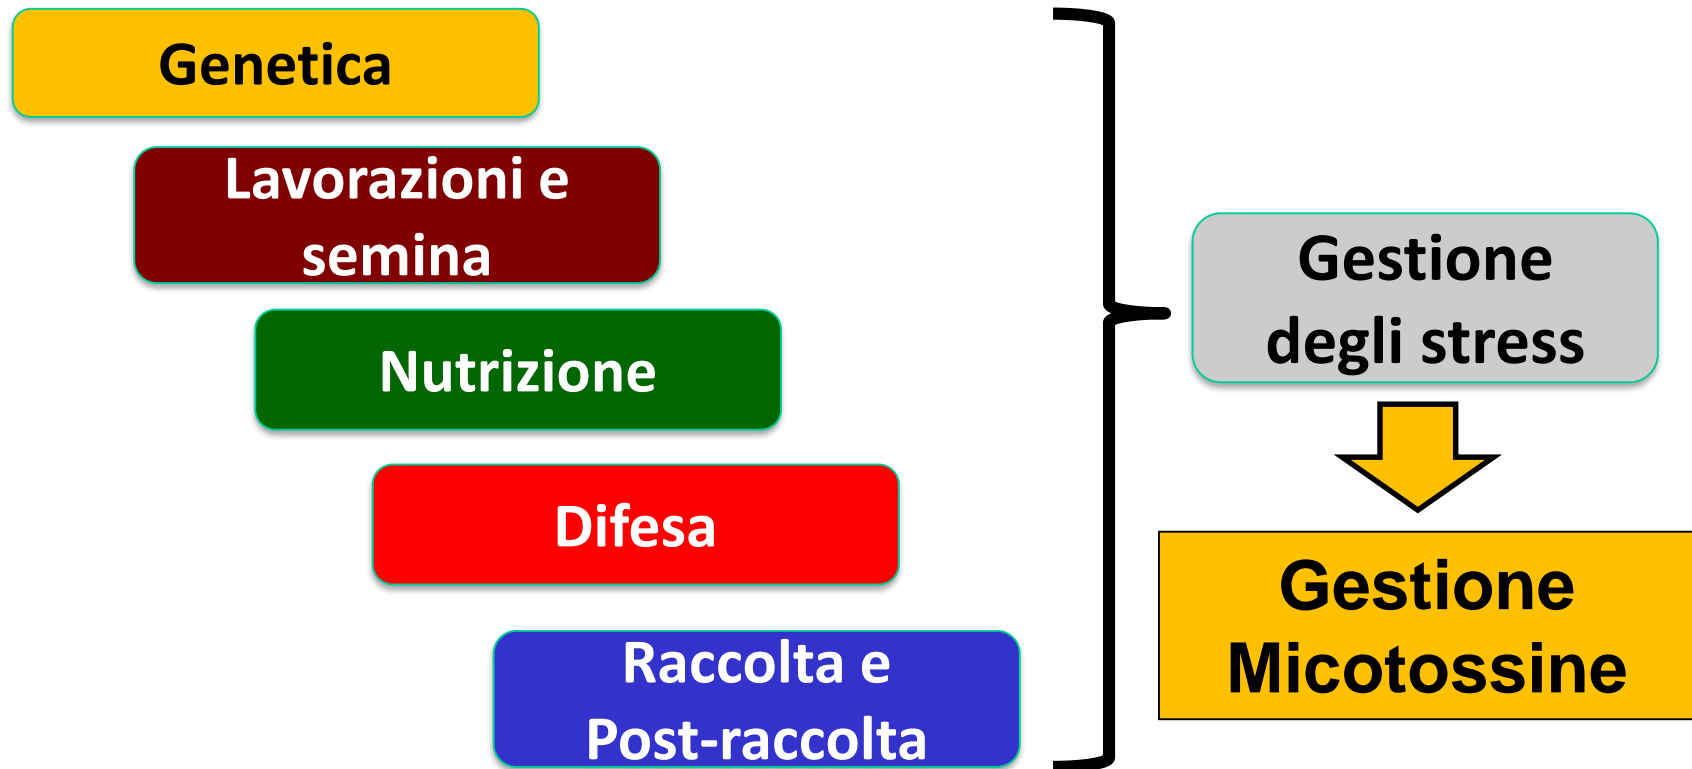 Genetica
Lavorazioni e
semina
Nutrizione
Difesa
Raccolta e
Post-raccolta
Gestione
degli stress
Gestione
Micotossine